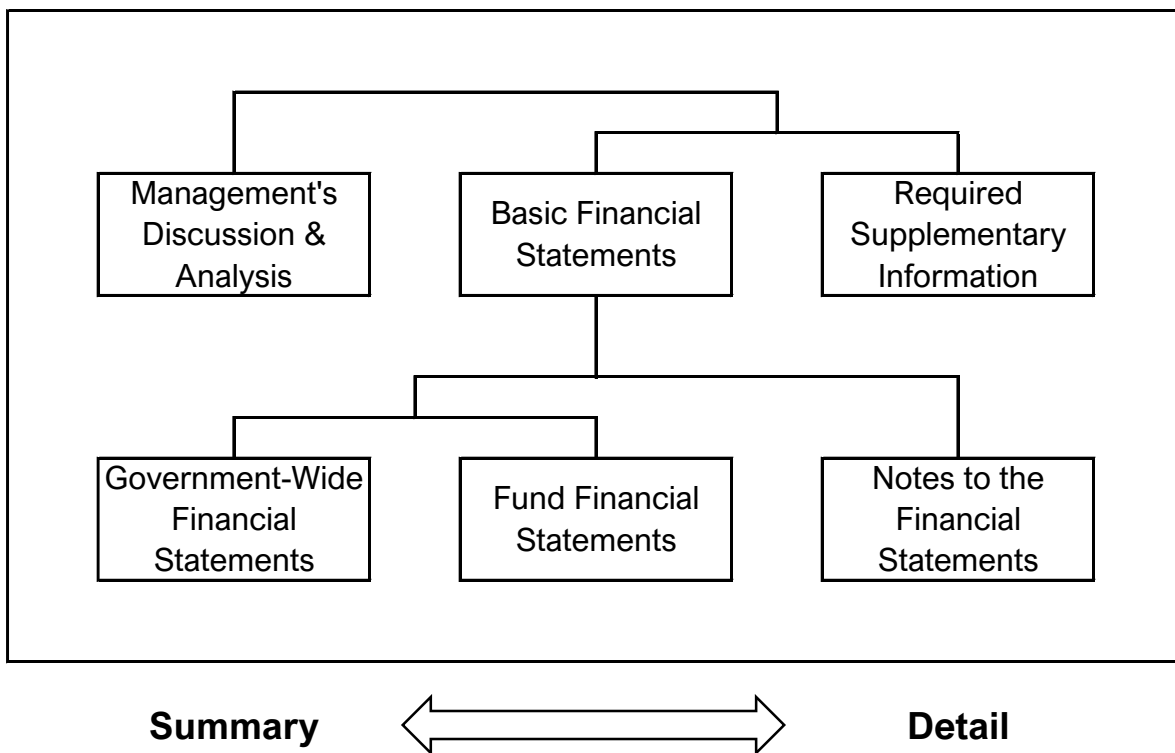 Management's
Discussion &
Analysis
Basic Financial
Statements
Required
Supplementary
Information
Government-Wide
Financial
Statements
Fund Financial
Statements
Notes to the
Financial
Statements
Summary
Detail